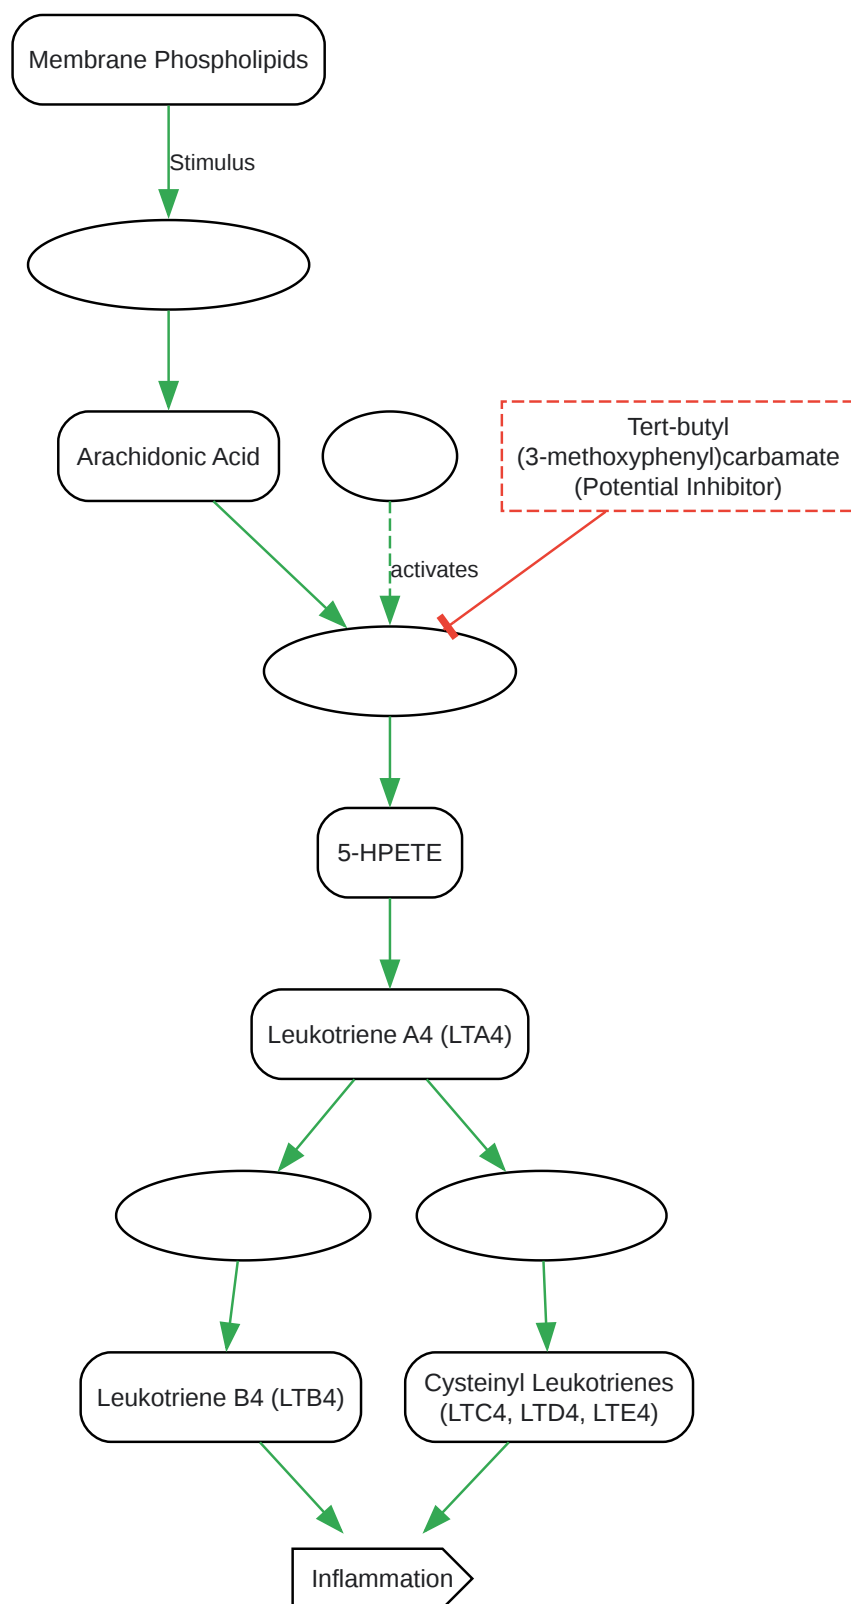 Membrane Phospholipids
Stimulus
Arachidonic Acid
Tert-butyl
(3-methoxyphenyl)carbamate
(Potential Inhibitor)
activates
5-HPETE
Leukotriene A4 (LTA4)
Leukotriene B4 (LTB4)
Cysteinyl Leukotrienes
(LTC4, LTD4, LTE4)
Inflammation